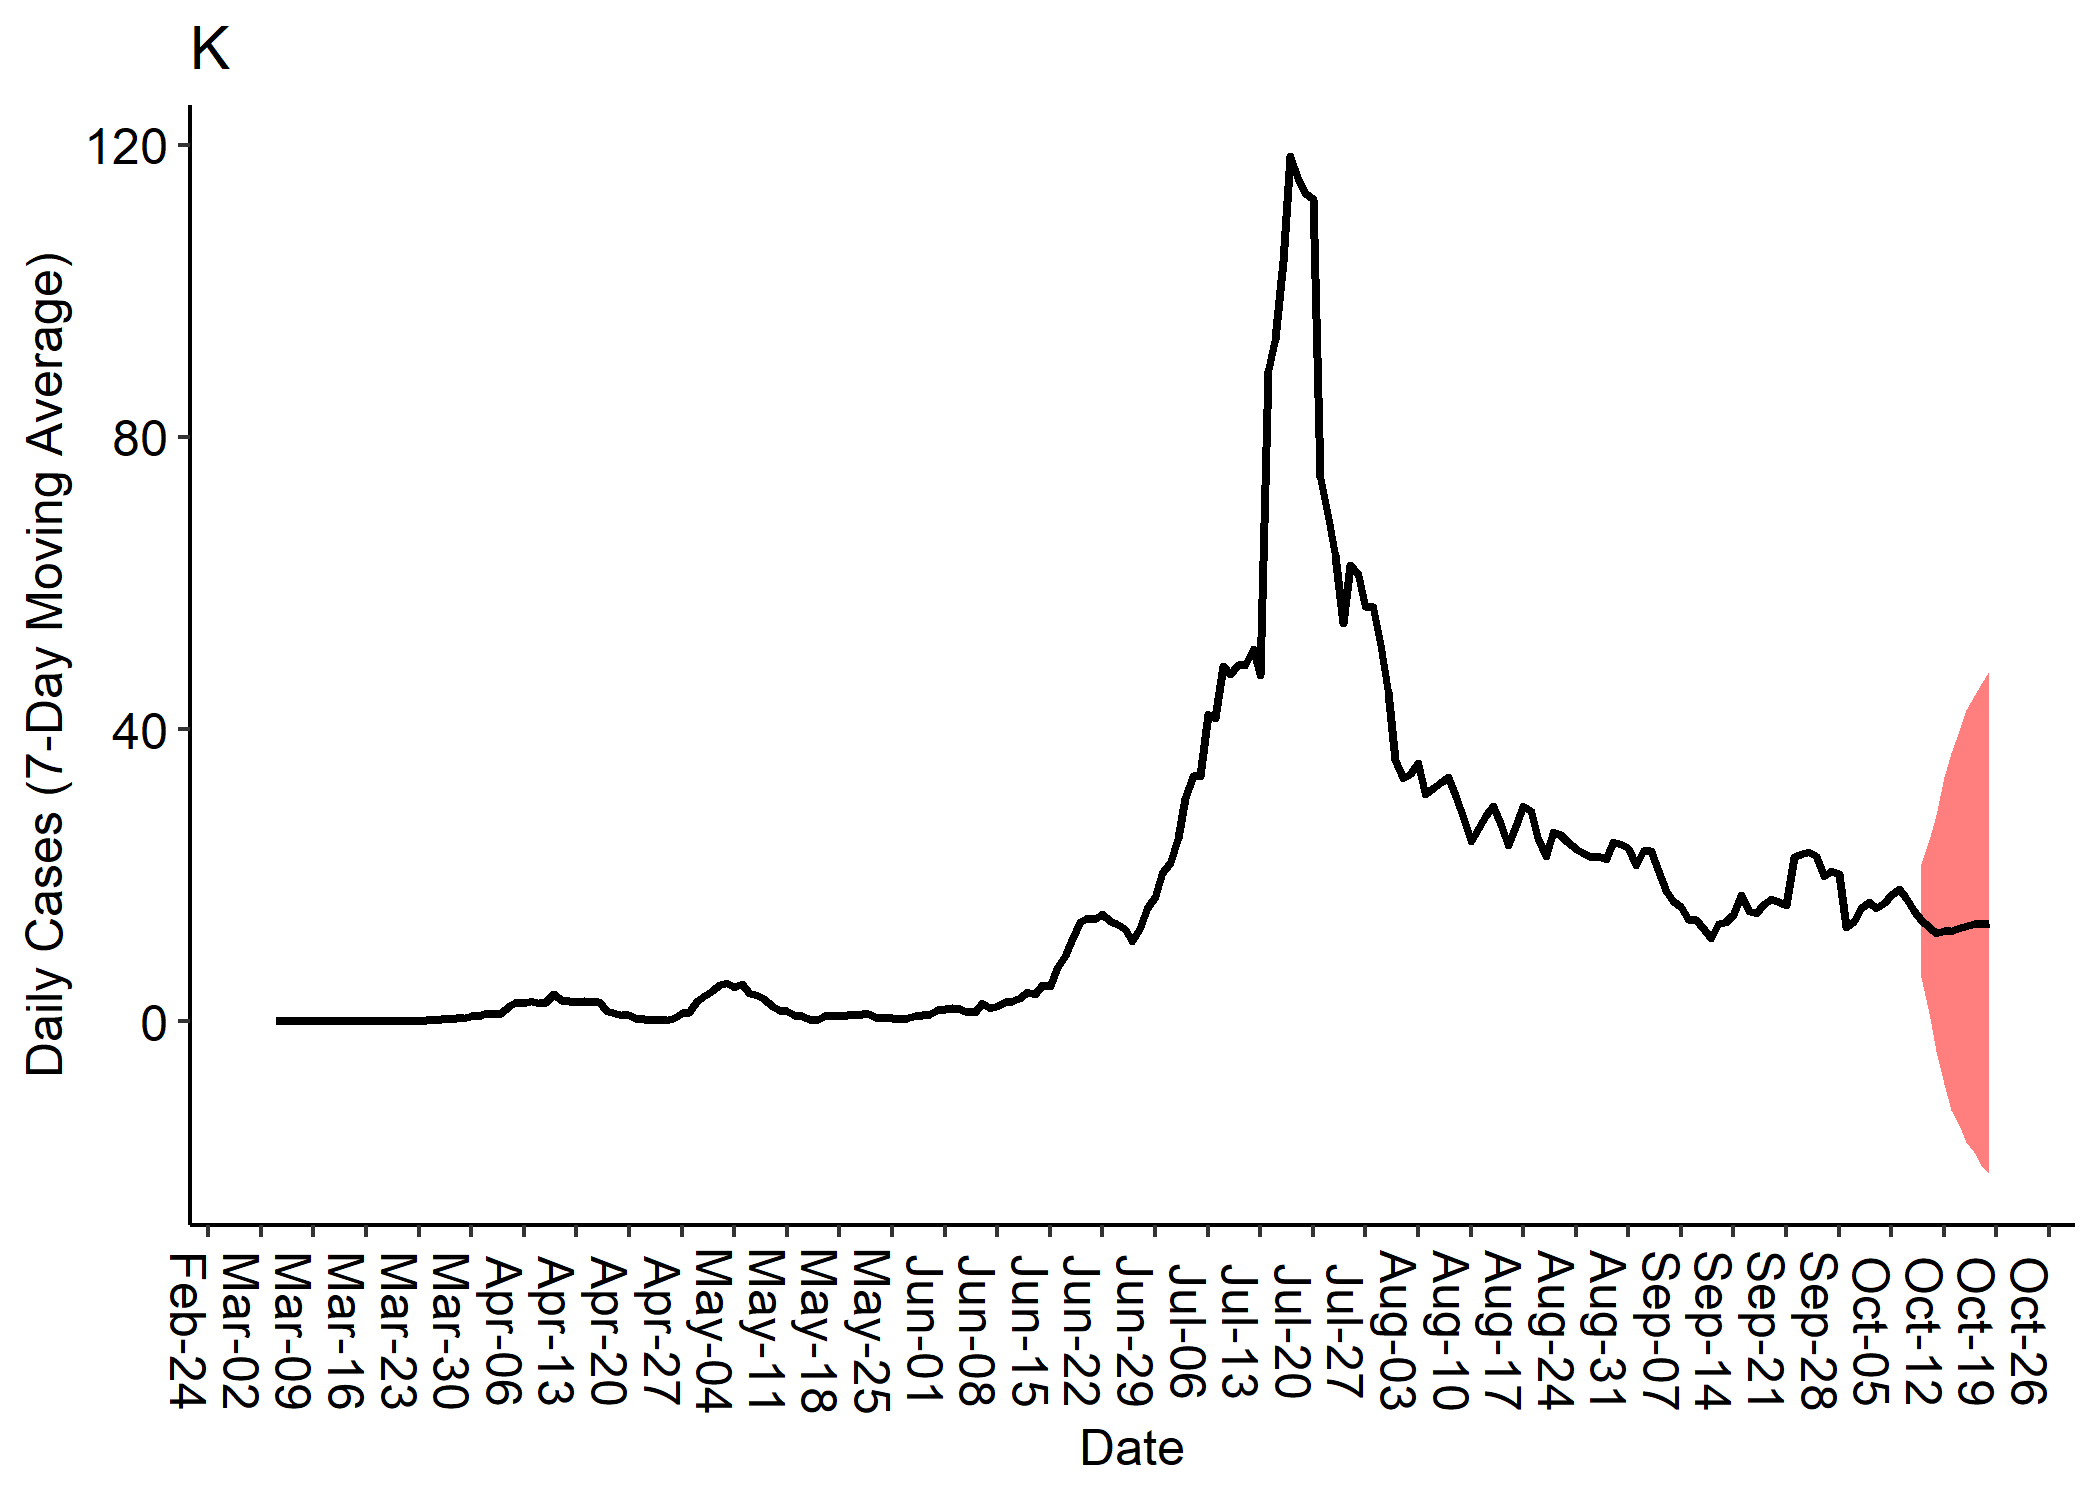 K
Daily Cases (7-Day Moving Average)
120
80
40
0
Feb-24
Mar-02
Mar-09
Mar-16
Mar-23
Mar-30
Apr-06
Apr-13
Apr-20
Apr-27
May-04
May-11
May-18
May-25
Jun-01
Jun-08
Jun-15
Jun-22
Jun-29
Jul-06
Jul-13
Jul-20
Jul-27
Aug-03
Aug-10
Aug-17
Aug-24
Aug-31
Sep-07
Sep-14
Sep-21
Sep-28
Oct-05
Oct-12
Oct-19
Oct-26
Date